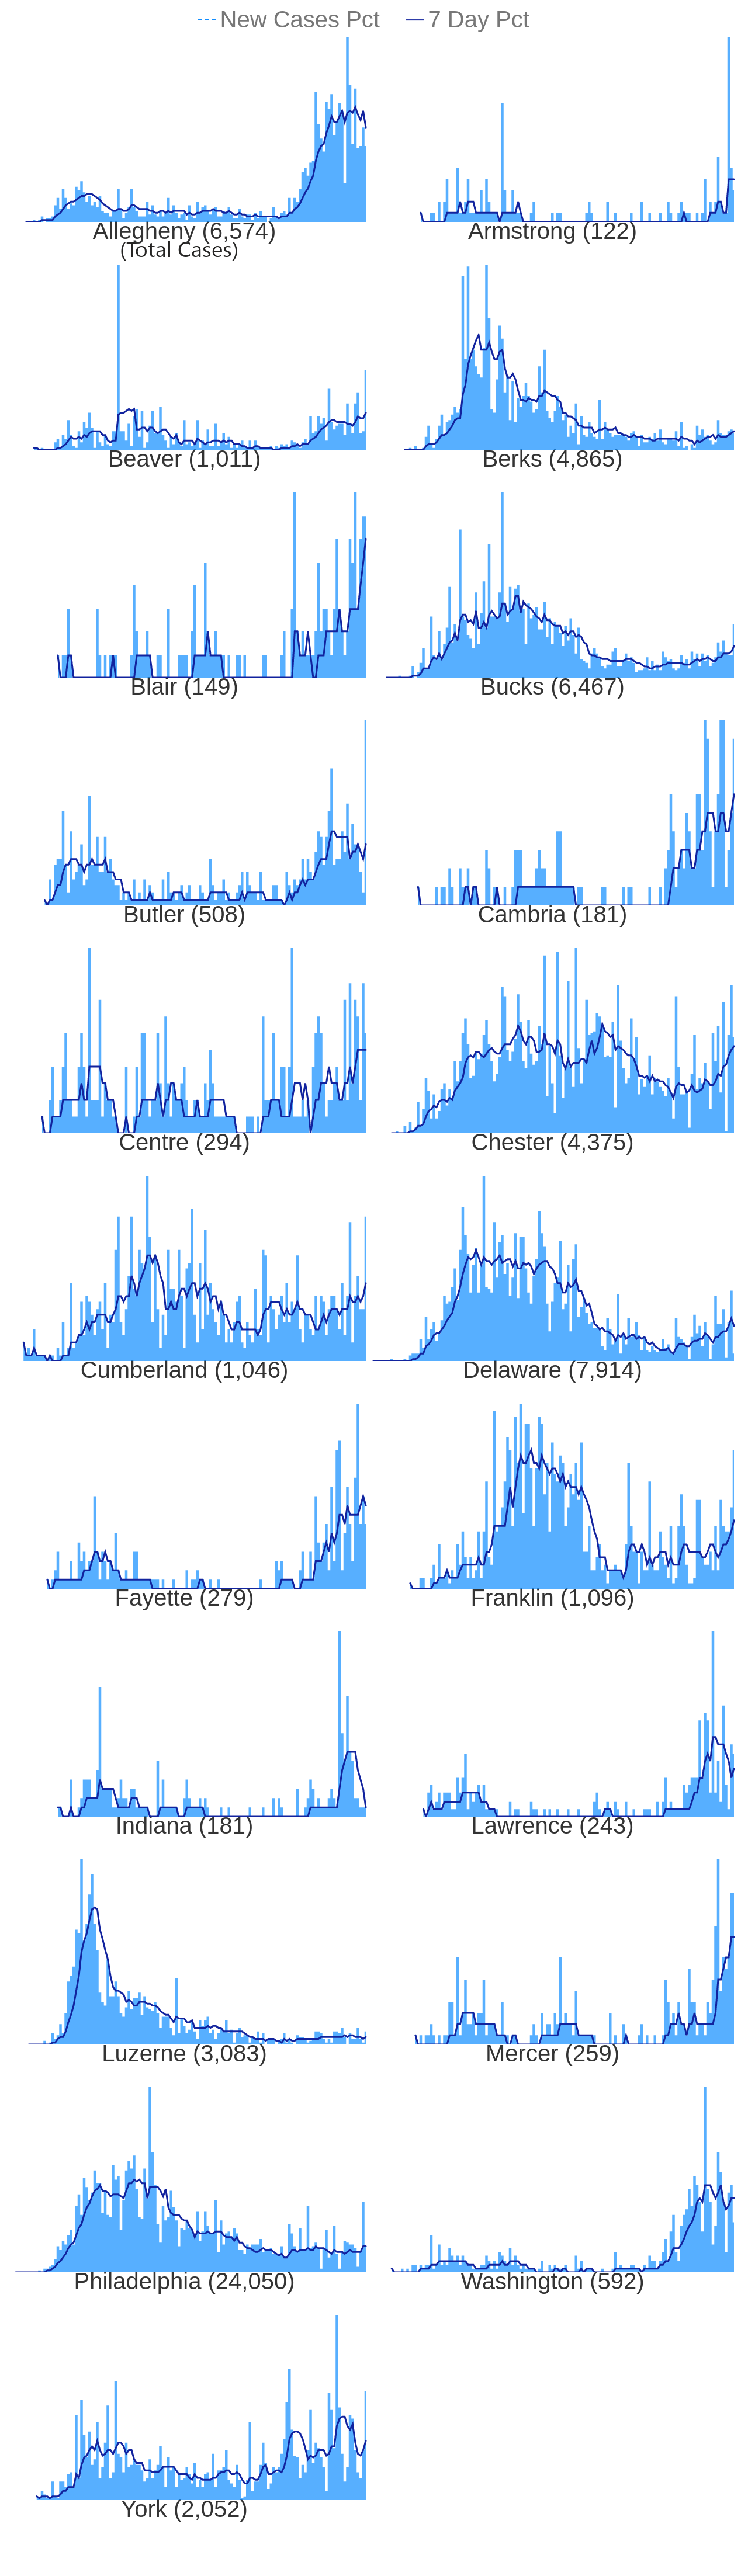 New Cases Pct 7 Day Pct
Allegheny (6,574) Armstrong (122)
(Total Cases)
Beaver (1,011) Berks (4,865)
Blair (149) Bucks (6,467)
Butler (508) Cambria (181)
Centre (294) Chester (4,375)
Cumberland (1,046) Delaware (7,914)
Fayette (279) Franklin (1,096)
Indiana (181) Lawrence (243)
Luzerne (3,083) Mercer (259)
Philadelphia (24,050) Washington (592)
York (2,052)